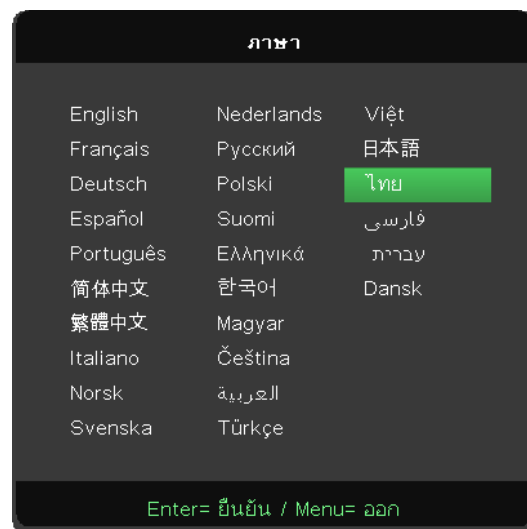 ภาษา
English Nederlands Việt
Français Русский 日本語
Deutsch Polski ไทย
Español Suomi فارسی
Português Ελληνικά עברית
简体中文 한국어 Dansk
繁體中文 Magyar
Italiano Čeština
Norsk العربية
Svenska Türkçe
Enter= ยืนยัน / Menu= ออก